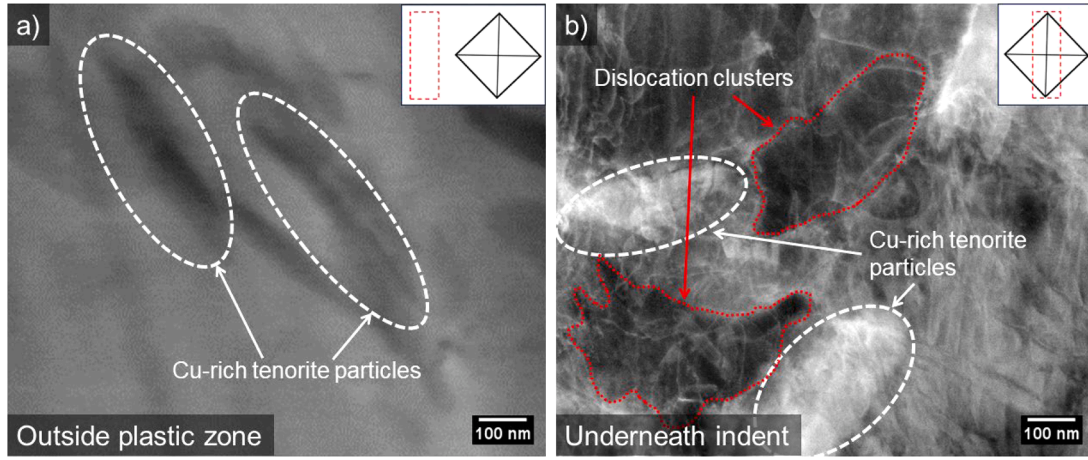 a)
Cu-rich tenorite particles
Outside plastic zone
100 nm
b)
Dislocation clusters
Cu-rich tenorite
particles
Underneath indent
100 nm